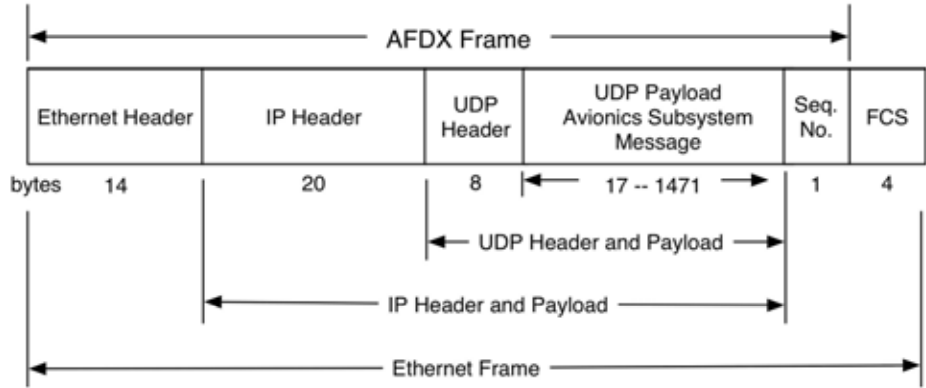 AFDX Frame
Ethernet Header
IP Header
UDP
Header
UDP Payload
Avionics Subsystem
Message
Seq.
No.
FCS
bytes 14 20 8 17 -- 1471 1 4
UDP Header and Payload
IP Header and Payload
Ethernet Frame